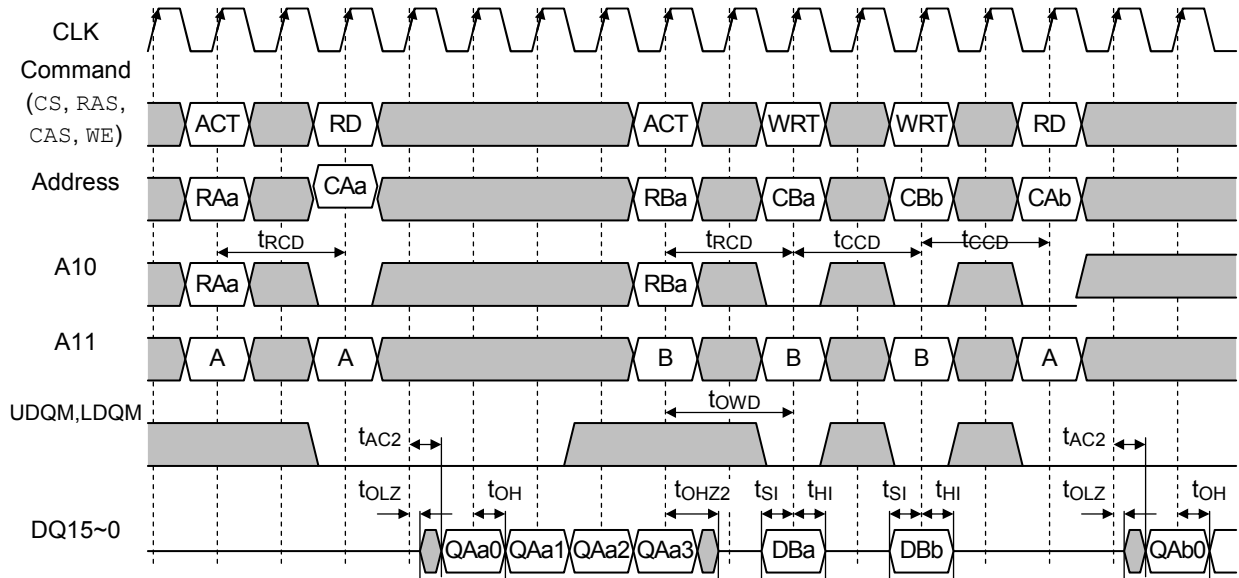 CLK
Command
(CS, RAS,
CAS, WE)
ACT RD ACT WRT WRT RD
Address
RAa CAa RBa CBa CBb CAb
tRCD tRCD tCCD tCCD
A10
RAa RBa
A11
A A B B B A
UDQM,LDQM
tOWD
tAC2 tAC2
tOLZ tOH tOHZ2 tSI tHI tSI tHI tOLZ tOH
DQ15~0
QAa0 QAa1 QAa2 QAa3 DBa DBb QAb0